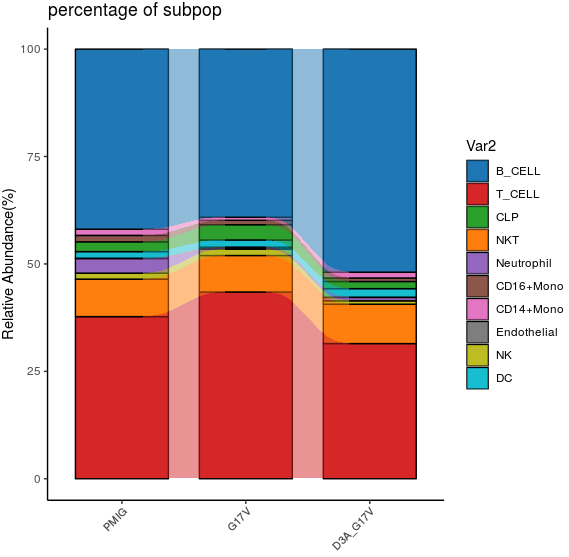 percentage of subpop
Relative Abundance(%)
100
75
50
25
0
PMIG
G17V
D3A_G17V
Var2
B_CELL
T_CELL
CLP
NKT
Neutrophil
CD16+Mono
CD14+Mono
Endothelial
NK
DC